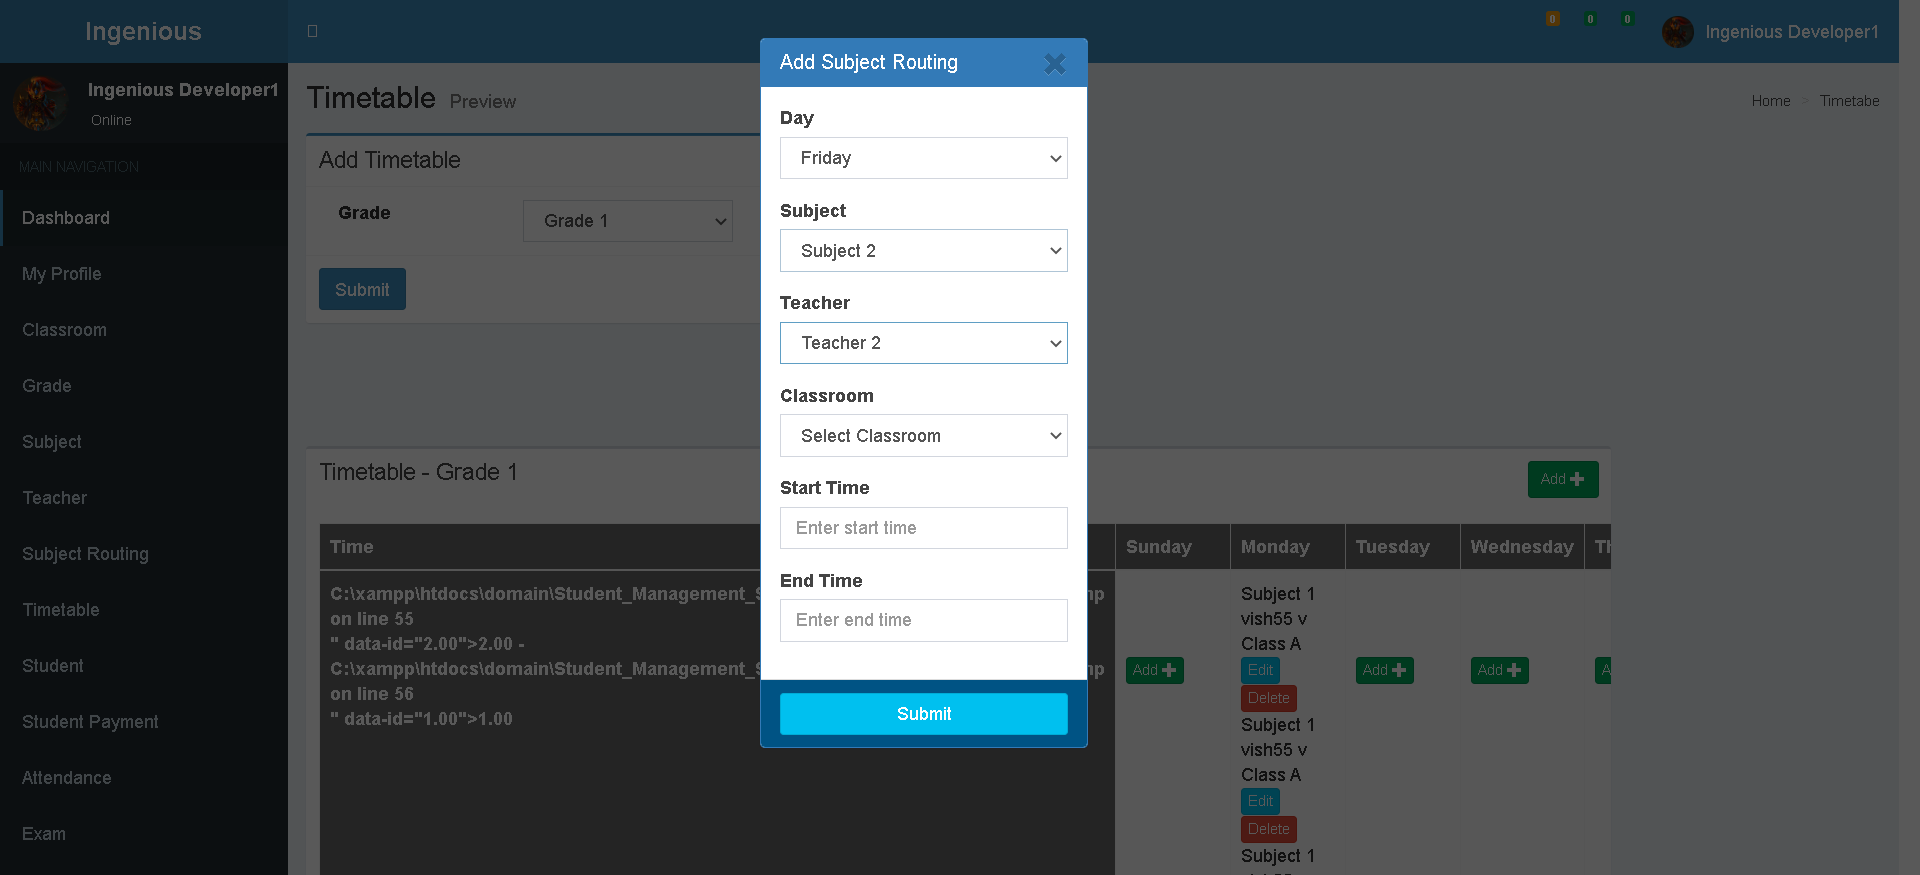 Ingenious
0
0
0
Ingenious Developer1
Ingenious Developer1
Online
MAIN NAVIGATION
Dashboard
My Profile
Classroom
Grade
Subject
Teacher
Subject Routing
Timetable
Student
Student Payment
Attendance
Exam
Timetable Preview
Home > Timetabe
Add Timetable
Grade
Grade 1
Submit
Timetable - Grade 1
Add
Time Sunday Monday Tuesday Wednesday
C:\xampp\htdocs\domain\Student_Management_
on line 55
" data-id="2.00">2.00 -
C:\xampp\htdocs\domain\Student_Management_
on line 56
" data-id="1.00">1.00
Add
Subject 1
vish55 v
Class A
Edit
Delete
Subject 1
vish55 v
Class A
Edit
Delete
Subject 1
Add
Add
Add Subject Routing
Day
Friday
Subject
Subject 2
Teacher
Teacher 2
Classroom
Select Classroom
Start Time
Enter start time
End Time
Enter end time
Submit